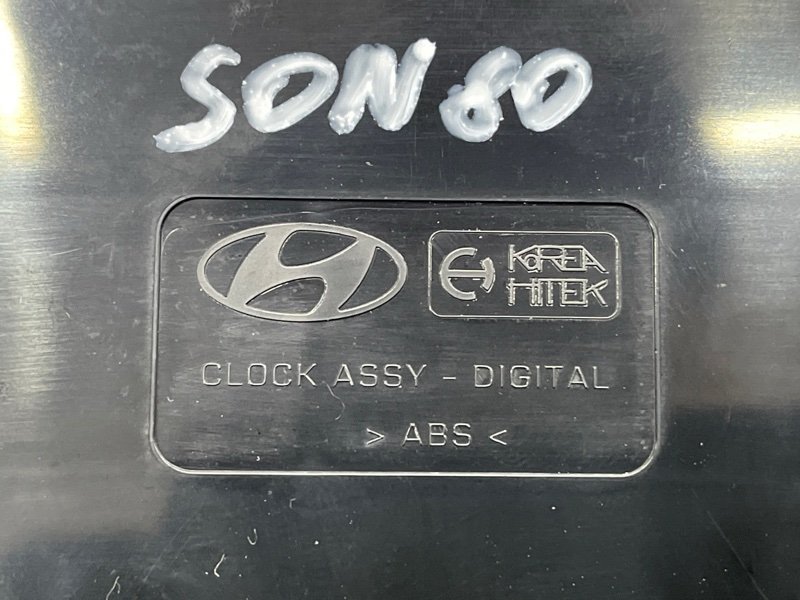 SON 80
KOREA
HITEK
CLOCK ASSY - DIGITAL
> ABS <